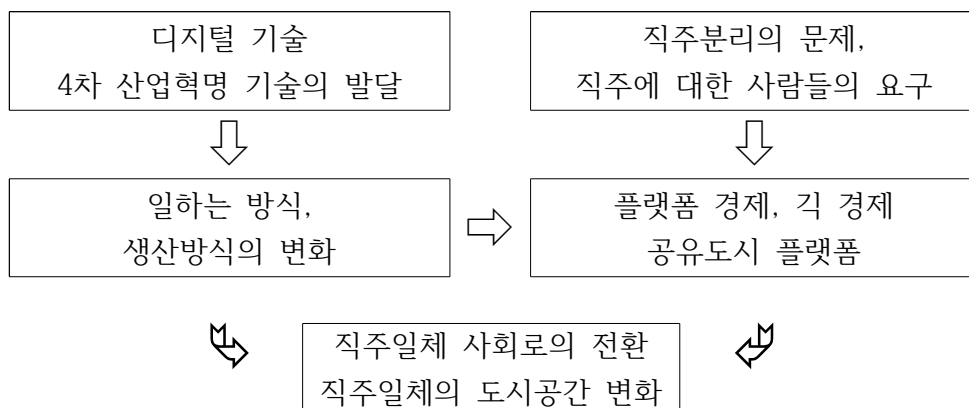 디지털 기술
4차 산업혁명 기술의 발달
직주분리의 문제,
직주에 대한 사람들의 요구
일하는 방식,
생산방식의 변화
플랫폼 경제, 긱 경제
공유도시 플랫폼
직주일체 사회로의 전환
직주일체의 도시공간 변화